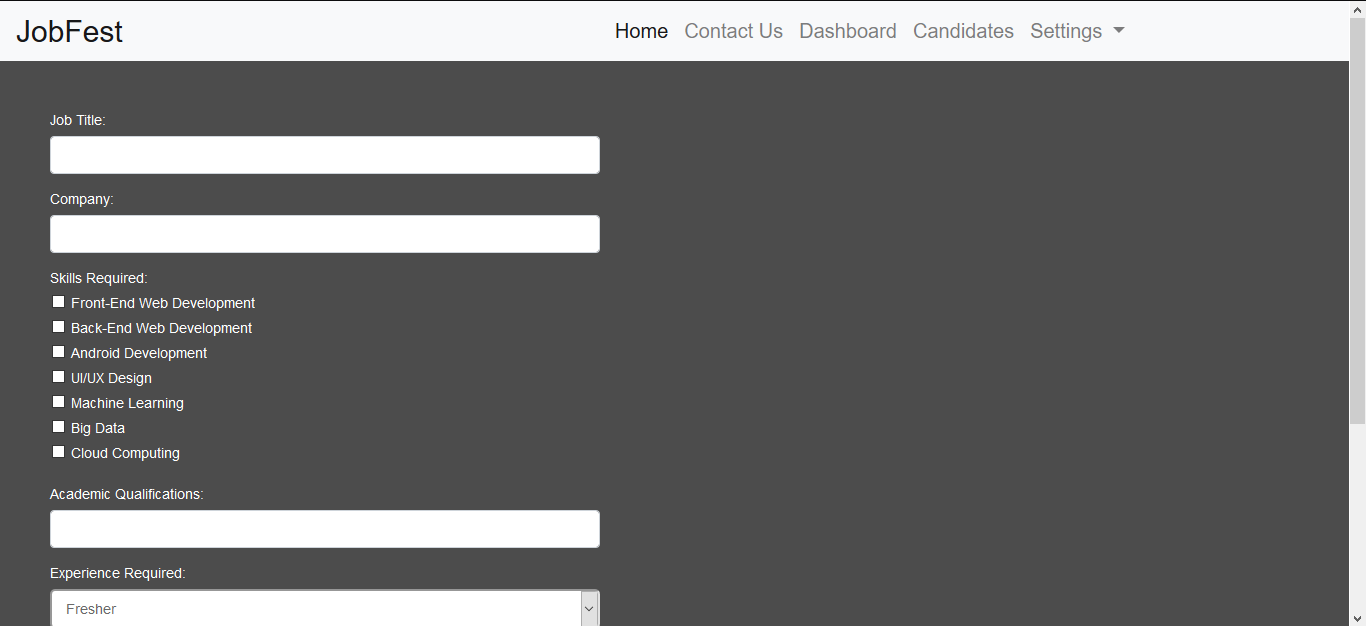 JobFest Home Contact Us Dashboard Candidates Settings
Job Title:
Company:
Skills Required:
Front-End Web Development
Back-End Web Development
Android Development
UI/UX Design
Machine Learning
Big Data
Cloud Computing
Academic Qualifications:
Experience Required:
Fresher